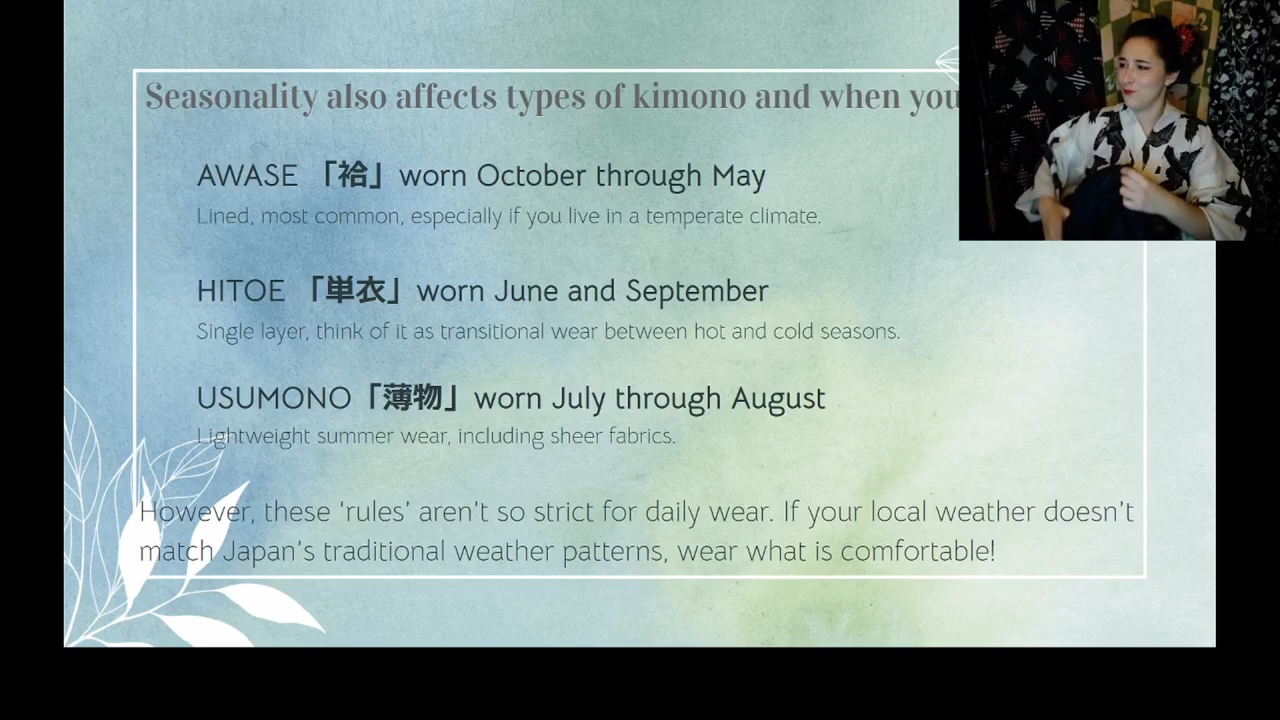 Seasonality also affects types of kimono and when you
AWASE 「袷」 worn October through May
Lined, most common, especially if you live in a temperate climate.
HITOE 「単衣」 worn June and September
Single layer, think of it as transitional wear between hot and cold seasons.
USUMONO「薄物」 worn July through August
Lightweight summer wear, including sheer fabrics.
However, these ‘rules’ aren’t so strict for daily wear. If your local weather doesn’t
match Japan’s traditional weather patterns, wear what is comfortable!